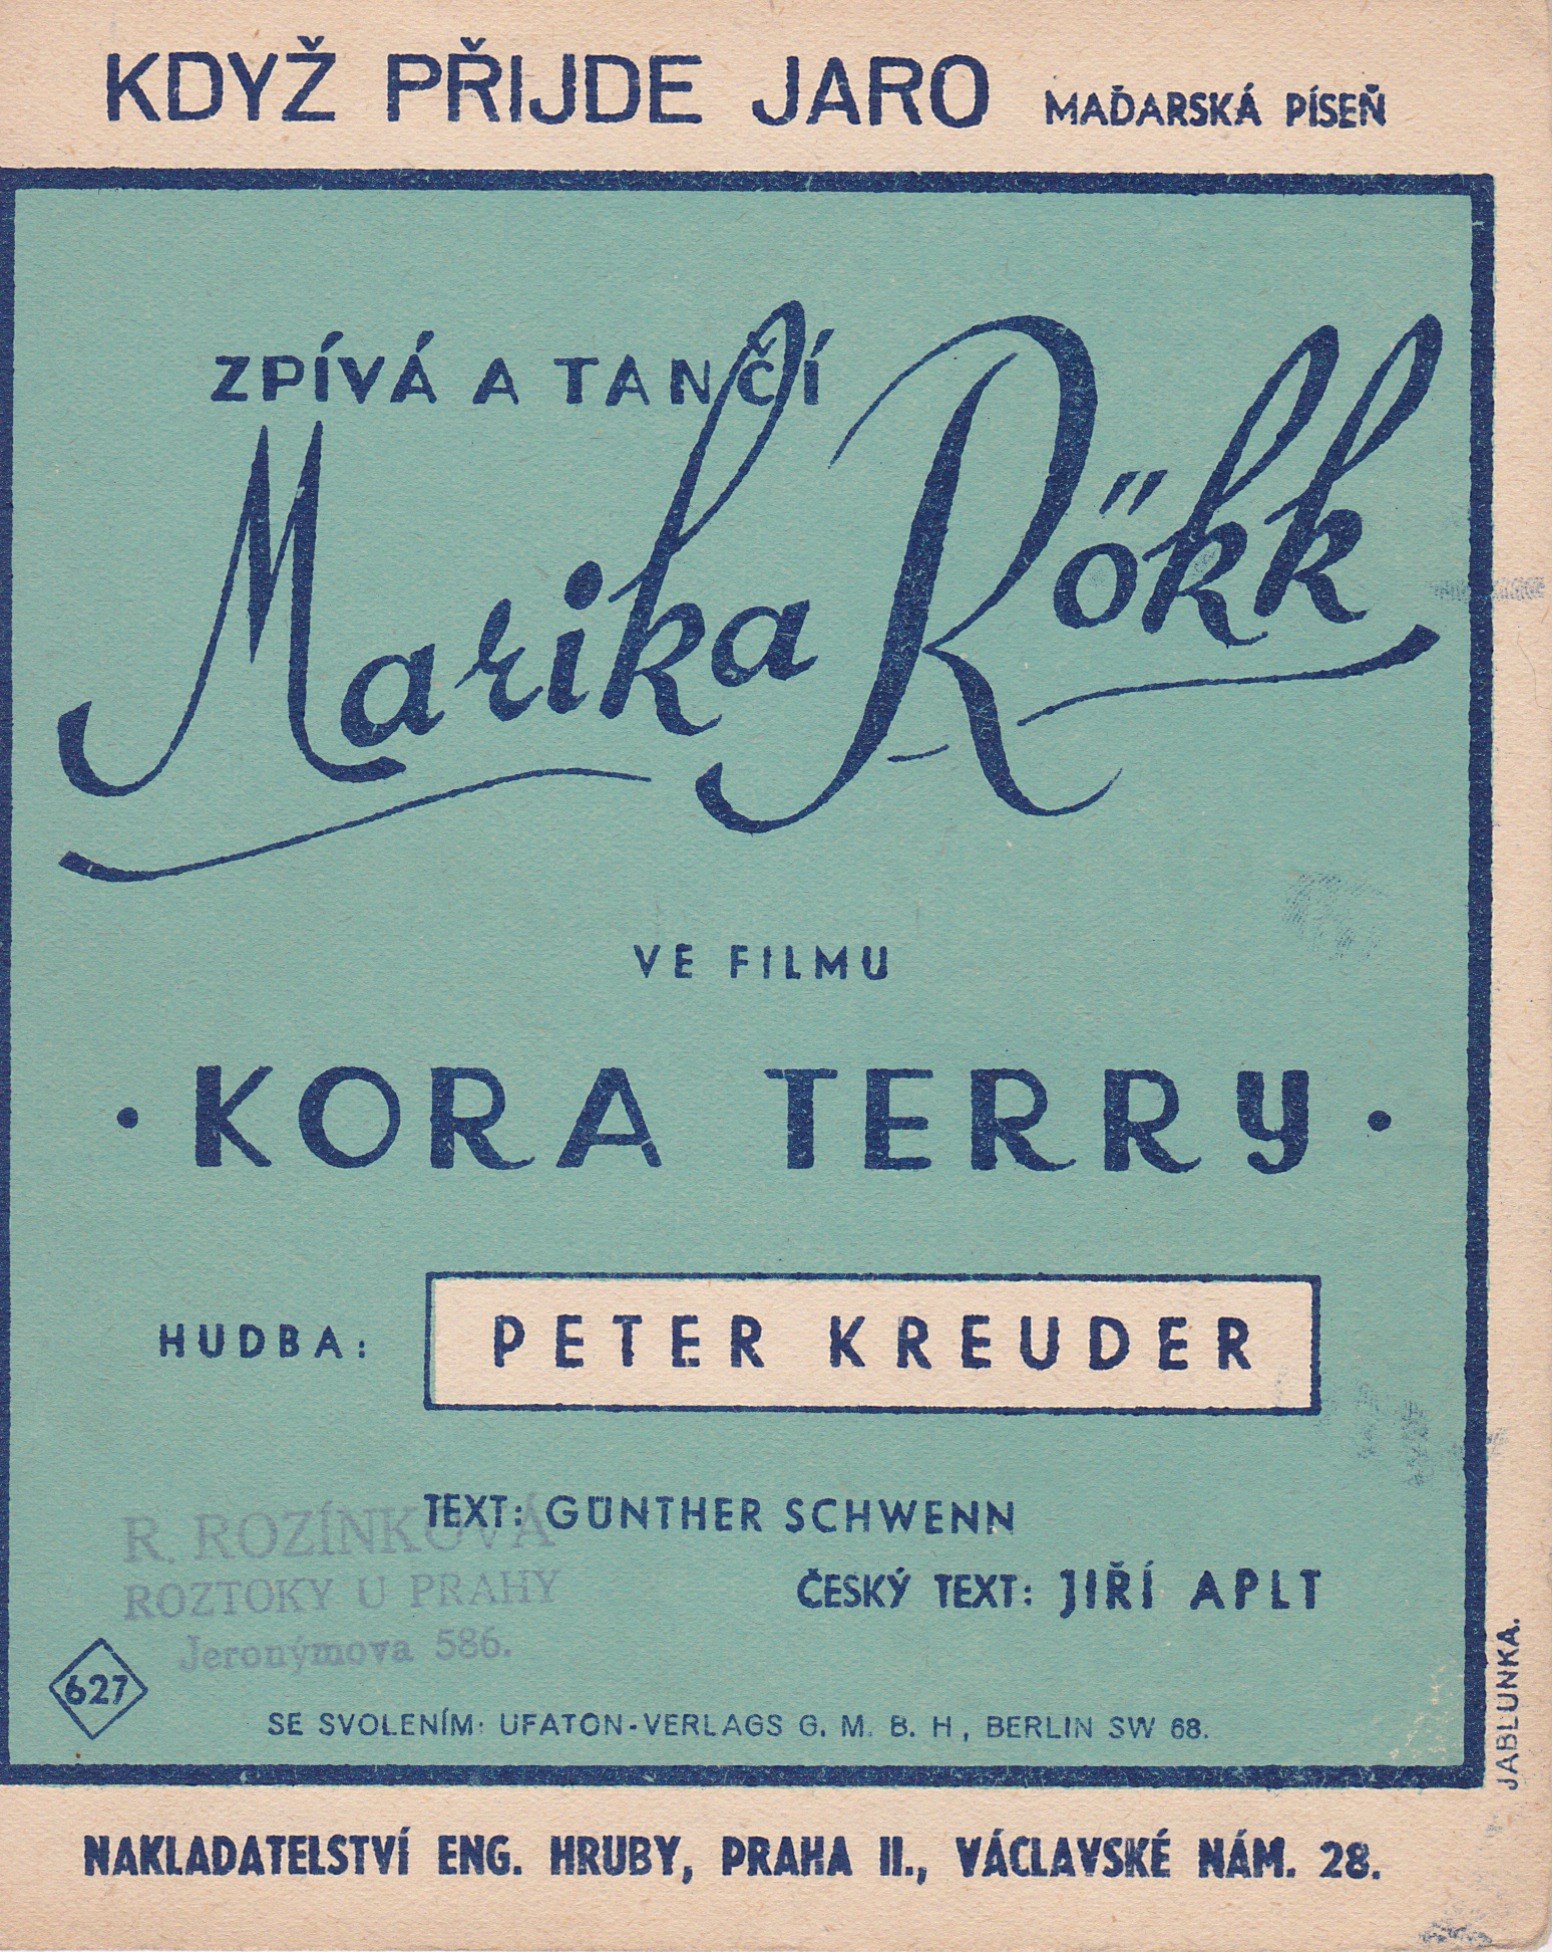 KDYŽ PŘIJDE JARO MAĎARSKÁ PÍSEŇ
ZPÍVÁ A TANČÍ
Marika Rökk
VE FILMU
· KORA TERRY ·
HUDBA: PETER KREUDER
TEXT: GÜNTHER SCHWENN
ČESKÝ TEXT: JIŘÍ APLT
R. ROZÍNKOVÁ
ROZTOKY U PRAHY
Jeronýmova 586.
627
SE SVOLENÍM: UFATON-VERLAGS G. M. B. H, BERLIN SW 68.
JABLUNKA.
NAKLADATELSTVÍ ENG. HRUBY, PRAHA II., VÁCLAVSKÉ NÁM. 28.